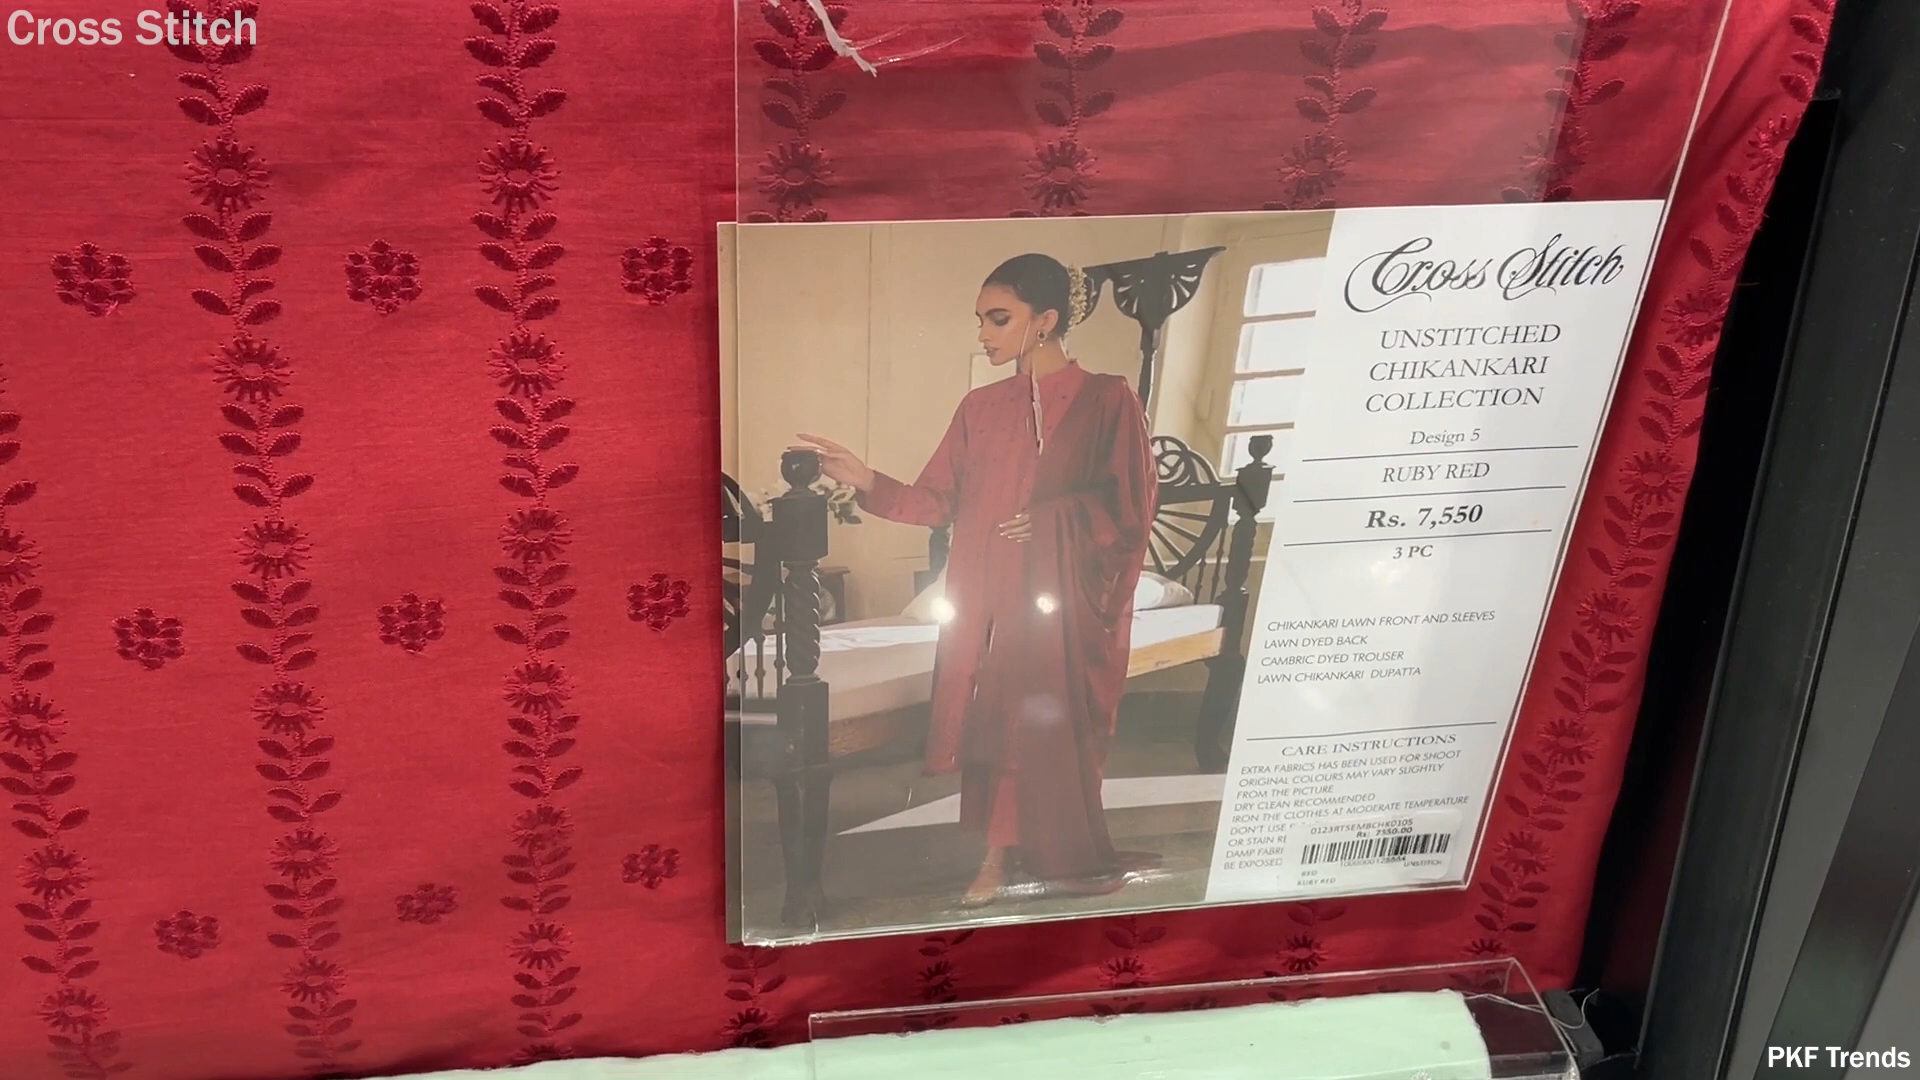 Cross Stitch
Cross Stitch
UNSTITCHED
CHIKANKARI
COLLECTION
Design 5
RUBY RED
Rs. 7,550
3 PC
CHIKANKARI LAWN FRONT AND SLEEVES
LAWN DYED BACK
CAMBRIC DYED TROUSER
LAWN CHIKANKARI DUPATTA
CARE INSTRUCTIONS
EXTRA FABRICS HAS BEEN USED FOR SHOOT
ORIGINAL COLOURS MAY VARY SLIGHTLY
FROM THE PICTURE
DRY CLEAN RECOMMENDED
IRON THE CLOTHES AT MODERATE TEMPERATURE
DON'T USE
OR STAIN
DAMP
BE EXPOSED
Rs: 7550.00
RED
RUBY RED
PKF Trends